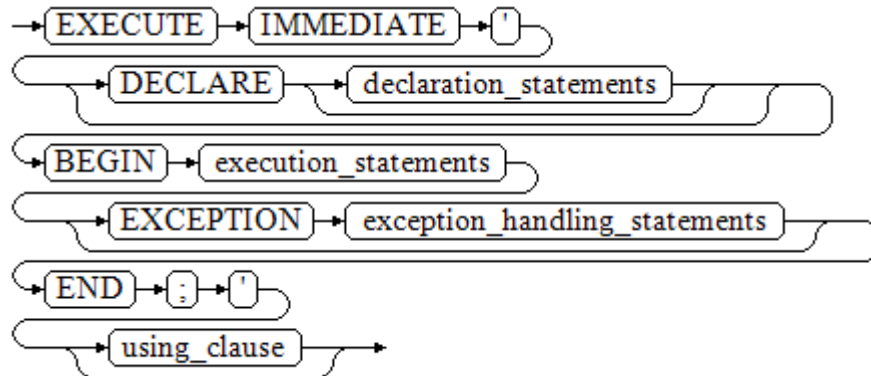 EXECUTE IMMEDIATE '
DECLARE declaration_statements
BEGIN execution_statements
EXCEPTION exception_handling_statements
END ; '
using_clause